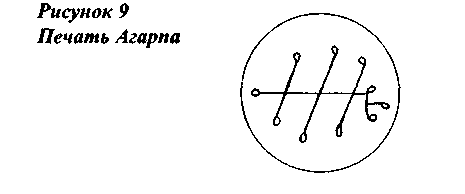 Рисунок 9
Печать Агарпа